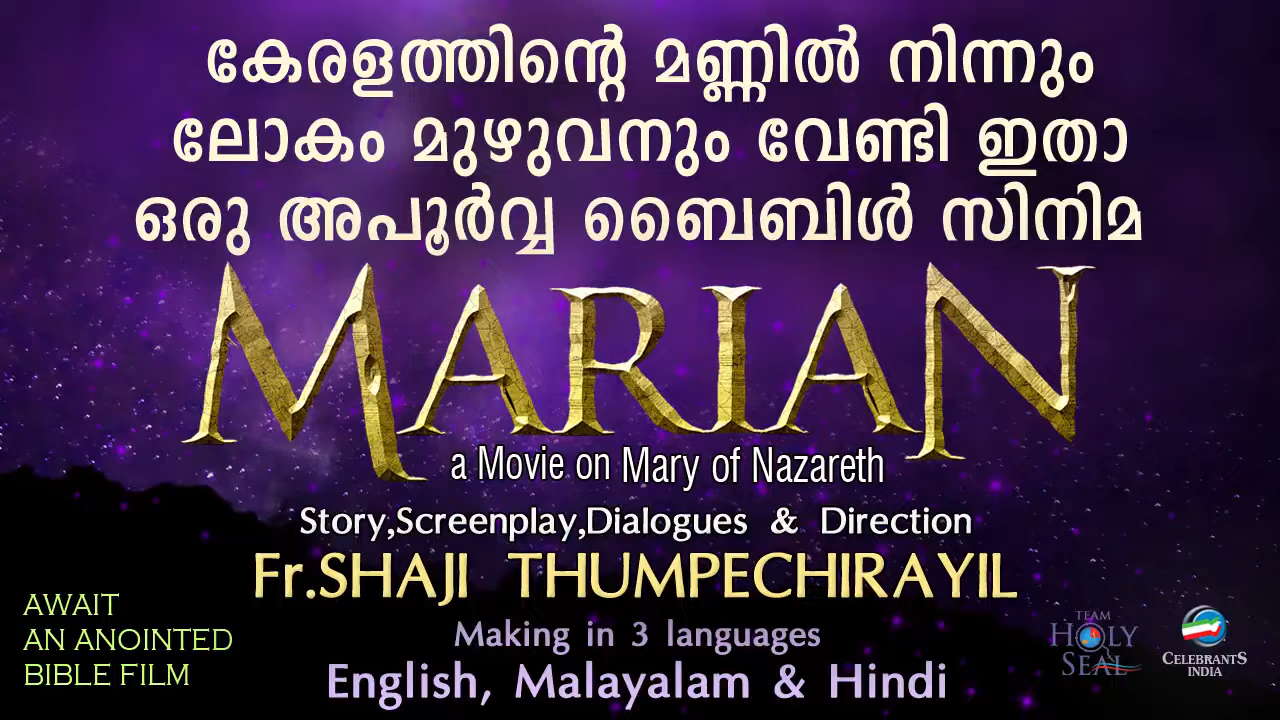 കേരളത്തിന്റെ മണ്ണിൽ നിന്നും
ലോകം മുഴുവനും വേണ്ടി ഇതാ
ഒരു അപൂർവ്വ ബൈബിൾ സിനിമ
MARIAN
a Movie on Mary of Nazareth
Story,Screenplay,Dialogues & Direction
Fr.SHAJI THUMPECHIRAYIL
Making in 3 languages
English, Malayalam & Hindi
AWAIT
AN ANOINTED
BIBLE FILM
TEAM
HOLY
SEAL
CELEBRANTS
INDIA